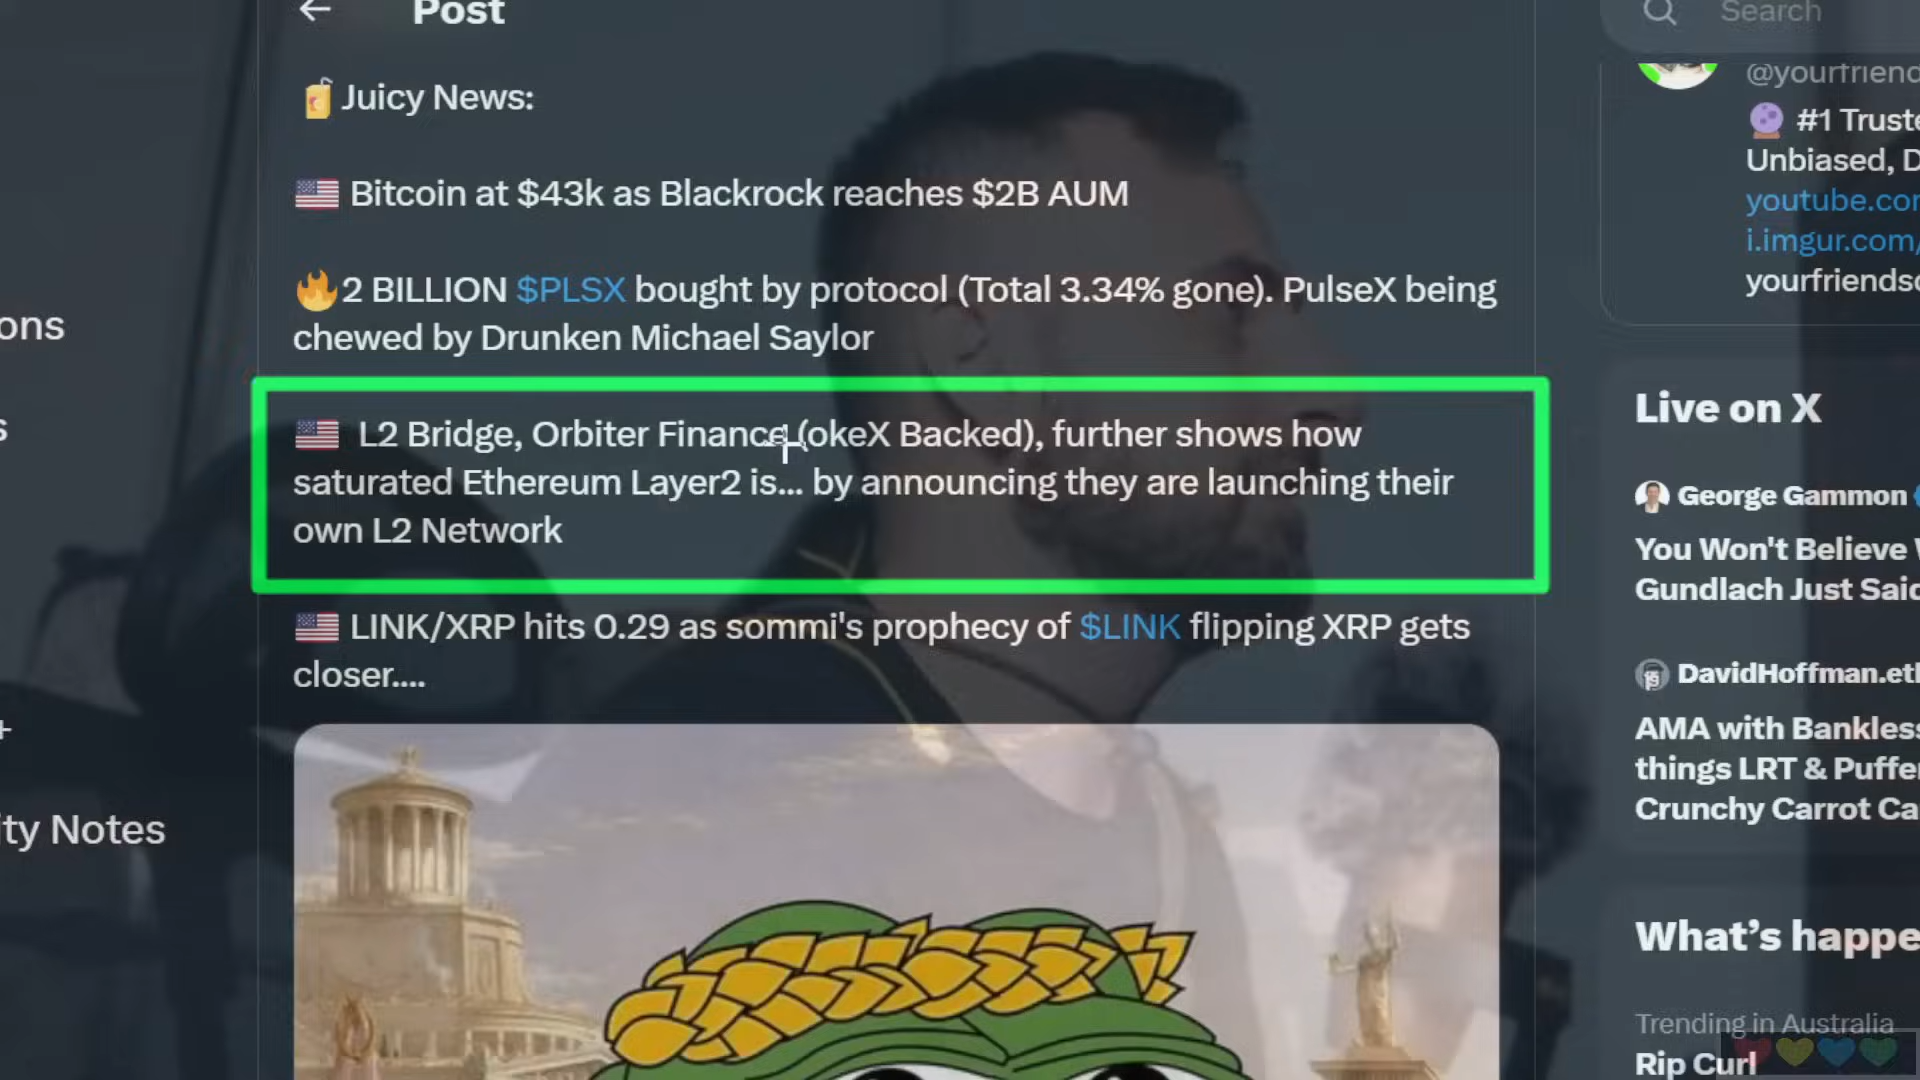 Post
🧃Juicy News:
🇺🇸 Bitcoin at $43k as Blackrock reaches $2B AUM
🔥2 BILLION $PLSX bought by protocol (Total 3.34% gone). PulseX being
chewed by Drunken Michael Saylor
🇺🇸 L2 Bridge, Orbiter Finance (okeX Backed), further shows how
saturated Ethereum Layer2 is... by announcing they are launching their
own L2 Network
🇺🇸 LINK/XRP hits 0.29 as sommi's prophecy of $LINK flipping XRP gets
closer....
ons
s
+
ity Notes
Search
@yourfriend
🔮 #1 Truste
Unbiased, D
youtube.co
i.imgur.com/
yourfriends
Live on X
George Gammon
You Won't Believe
Gundlach Just Said
DavidHoffman.et
AMA with Bankless
things LRT & Puffe
Crunchy Carrot Ca
What's happe
Trending in Australia
Rip Curl